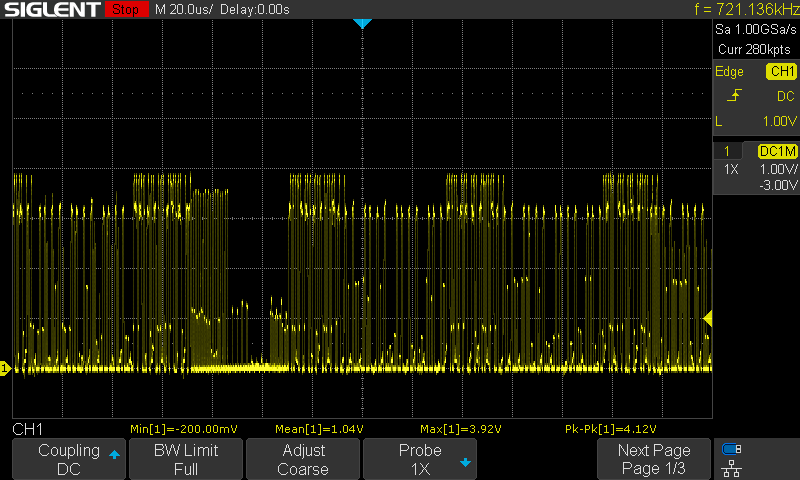 SIGLENT Stop M 20.0us/ Delay:0.00s f = 721.136kHz
Sa 1.00GSa/s
Curr 280kpts
Edge CH1
DC
L 1.00V
1 DC1M
1X 1.00V/
-3.00V
1
CH1 Min[1]=-200.00mV Mean[1]=1.04V Max[1]=3.92V Pk-Pk[1]=4.12V
Coupling BW Limit Adjust Probe Next Page
DC Full Coarse 1X Page 1/3